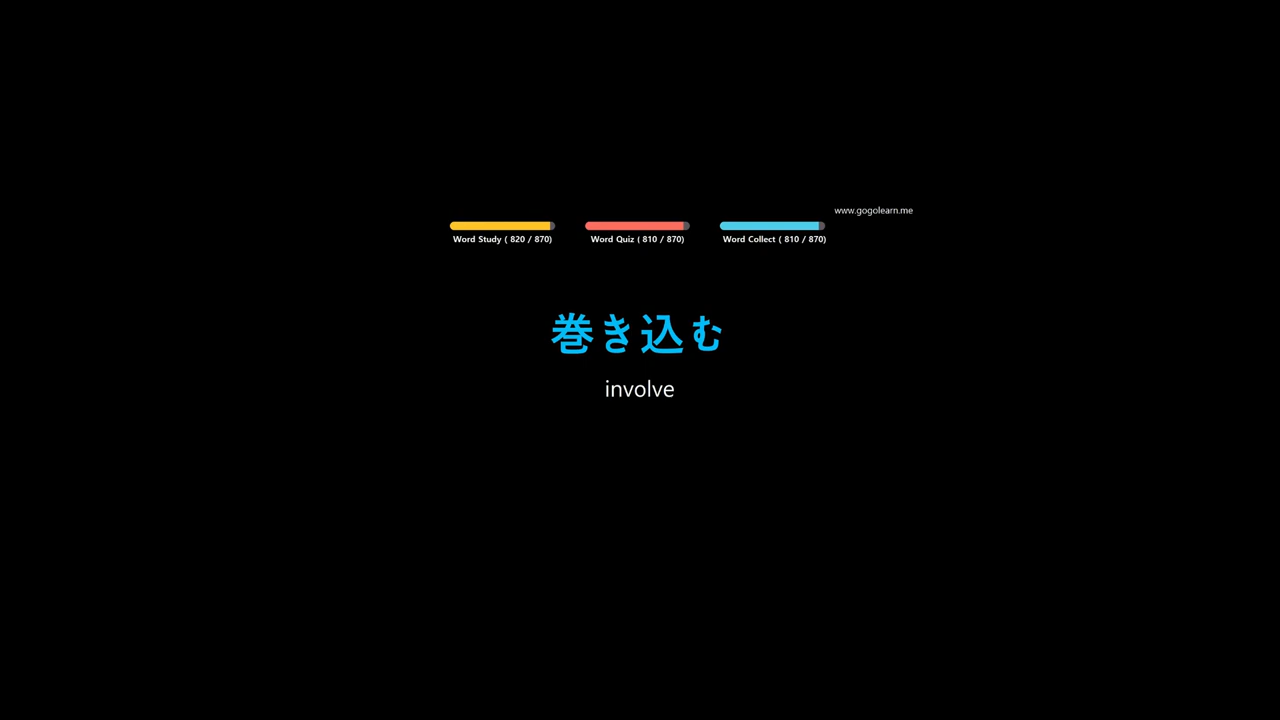 www.gogolearn.me
Word Study ( 820 / 870)
Word Quiz ( 810 / 870)
Word Collect ( 810 / 870)
巻き込む
involve